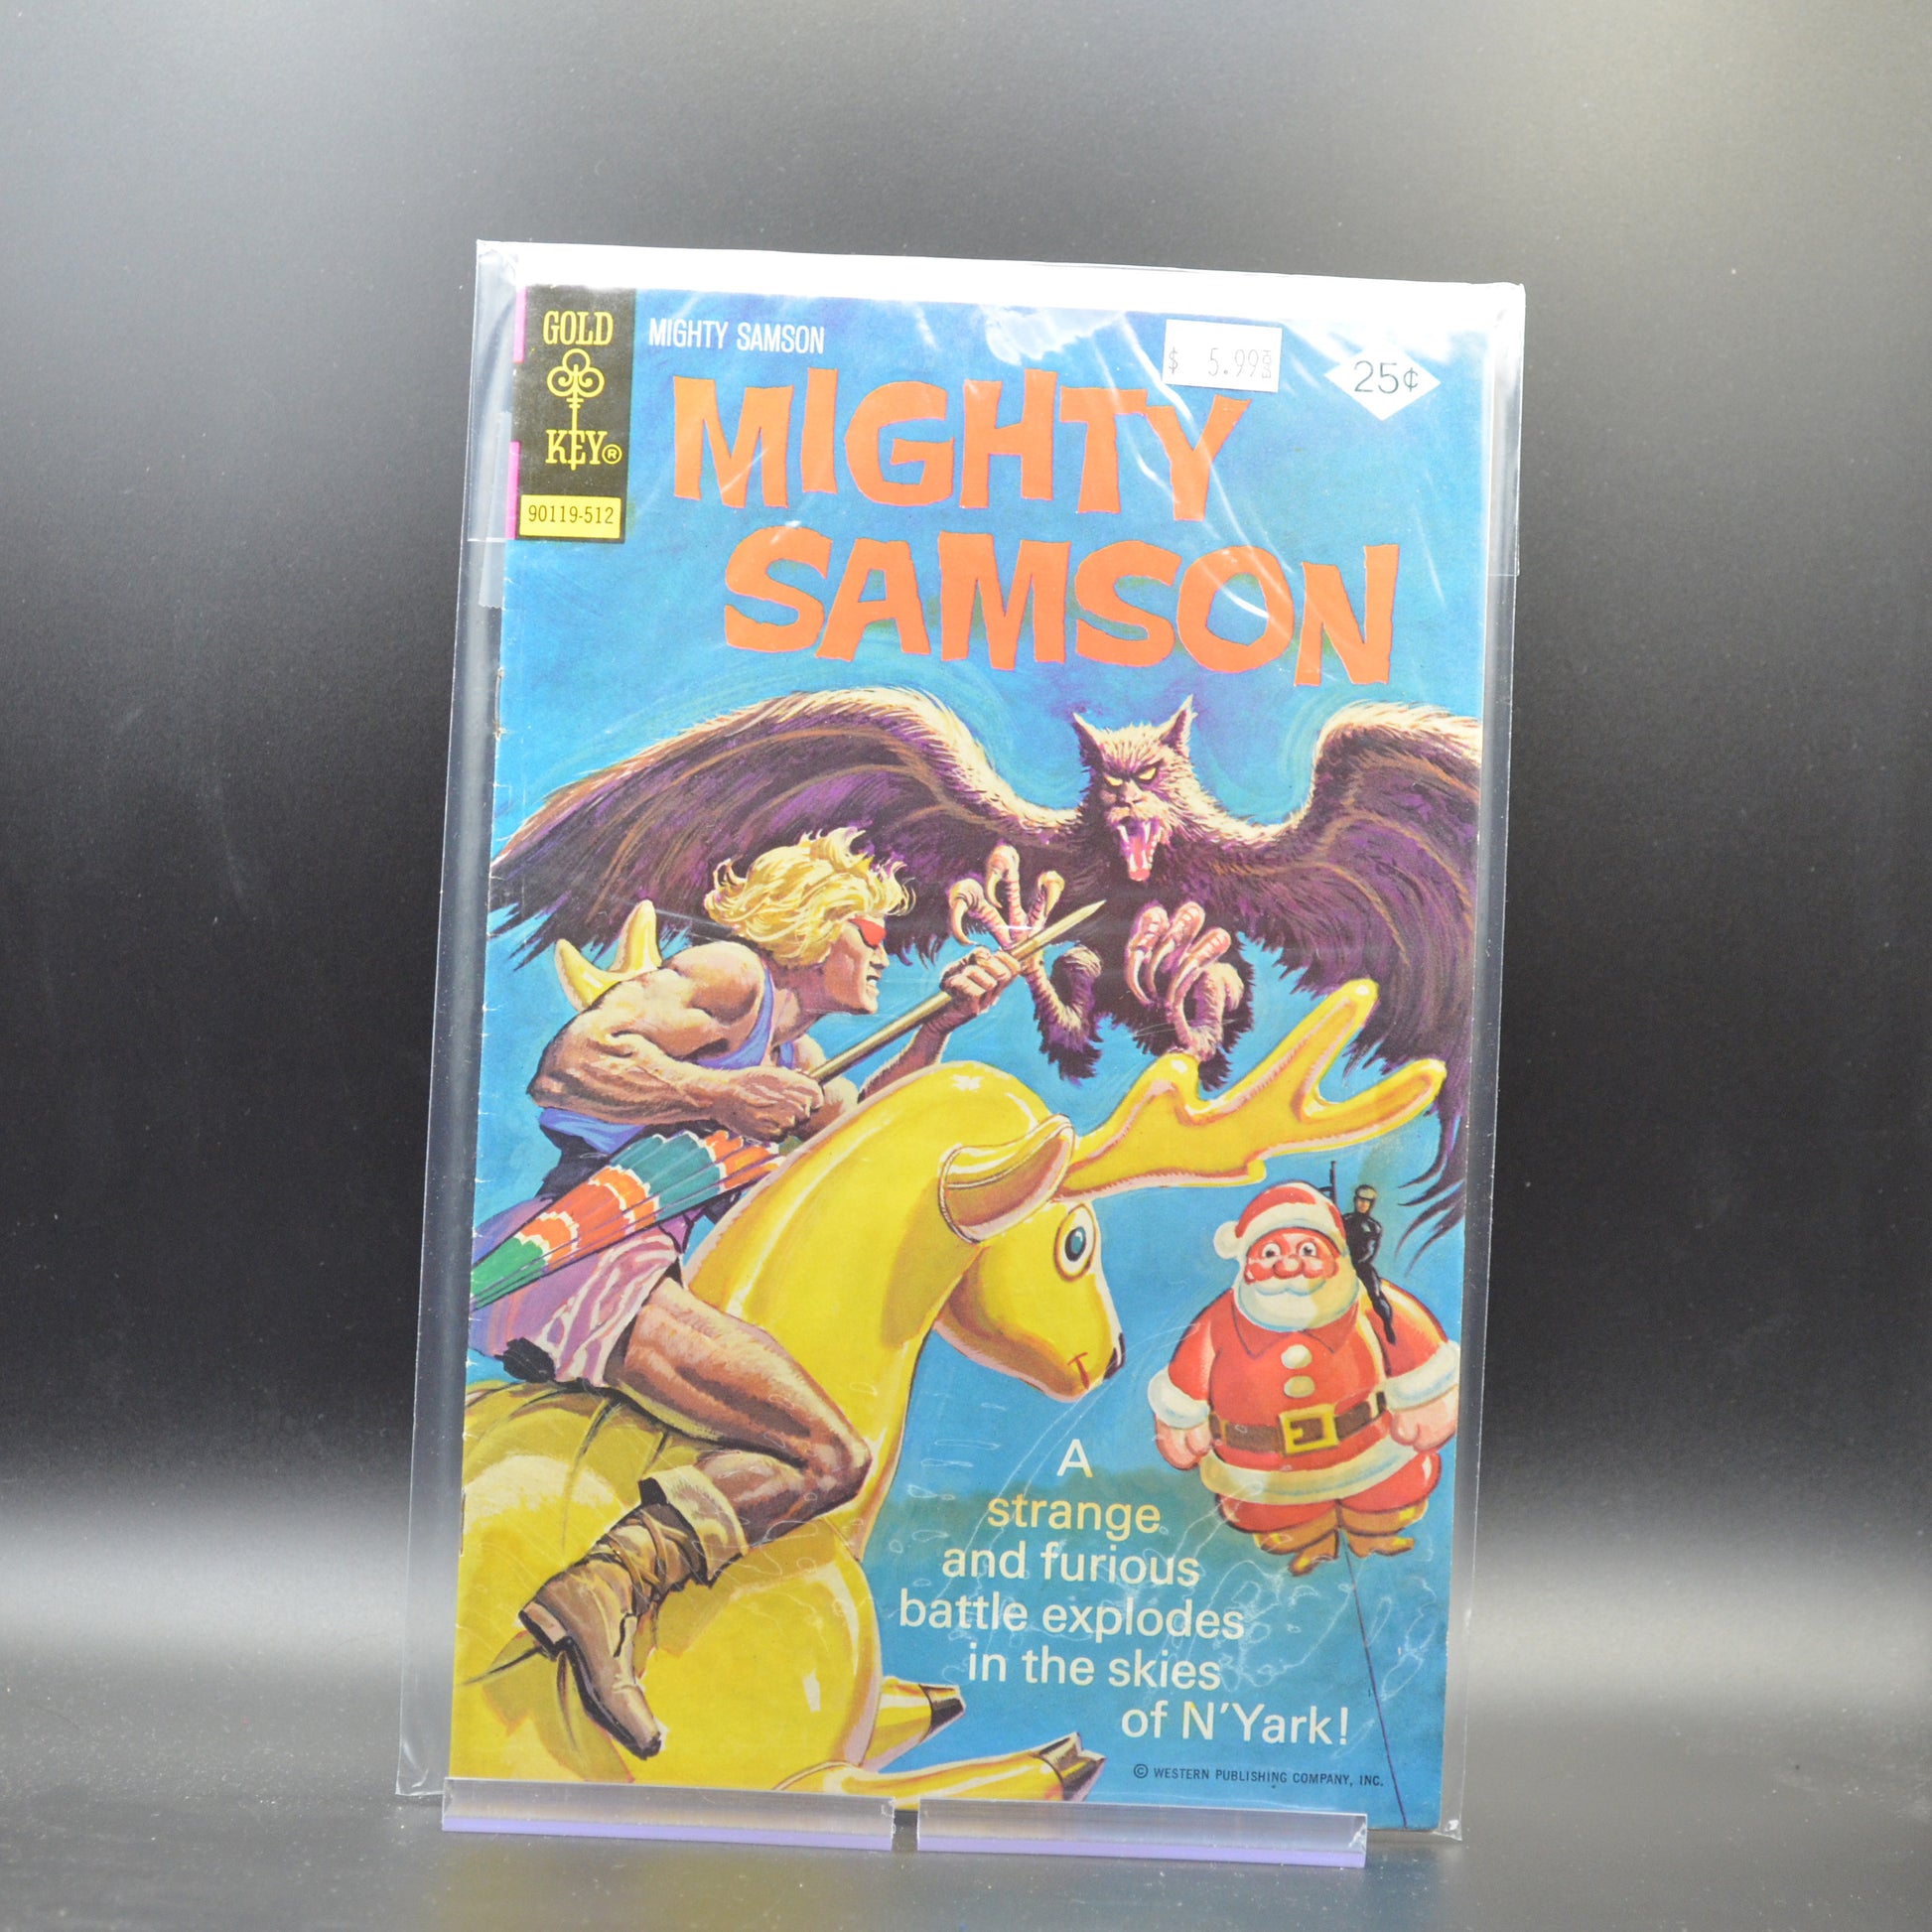 GOLD
KEY®
90119-512
MIGHTY SAMSON
$ 5.99
25¢
MIGHTY
SAMSON
A
strange
and furious
battle explodes
in the skies
of N'Yark!
© WESTERN PUBLISHING COMPANY, INC.